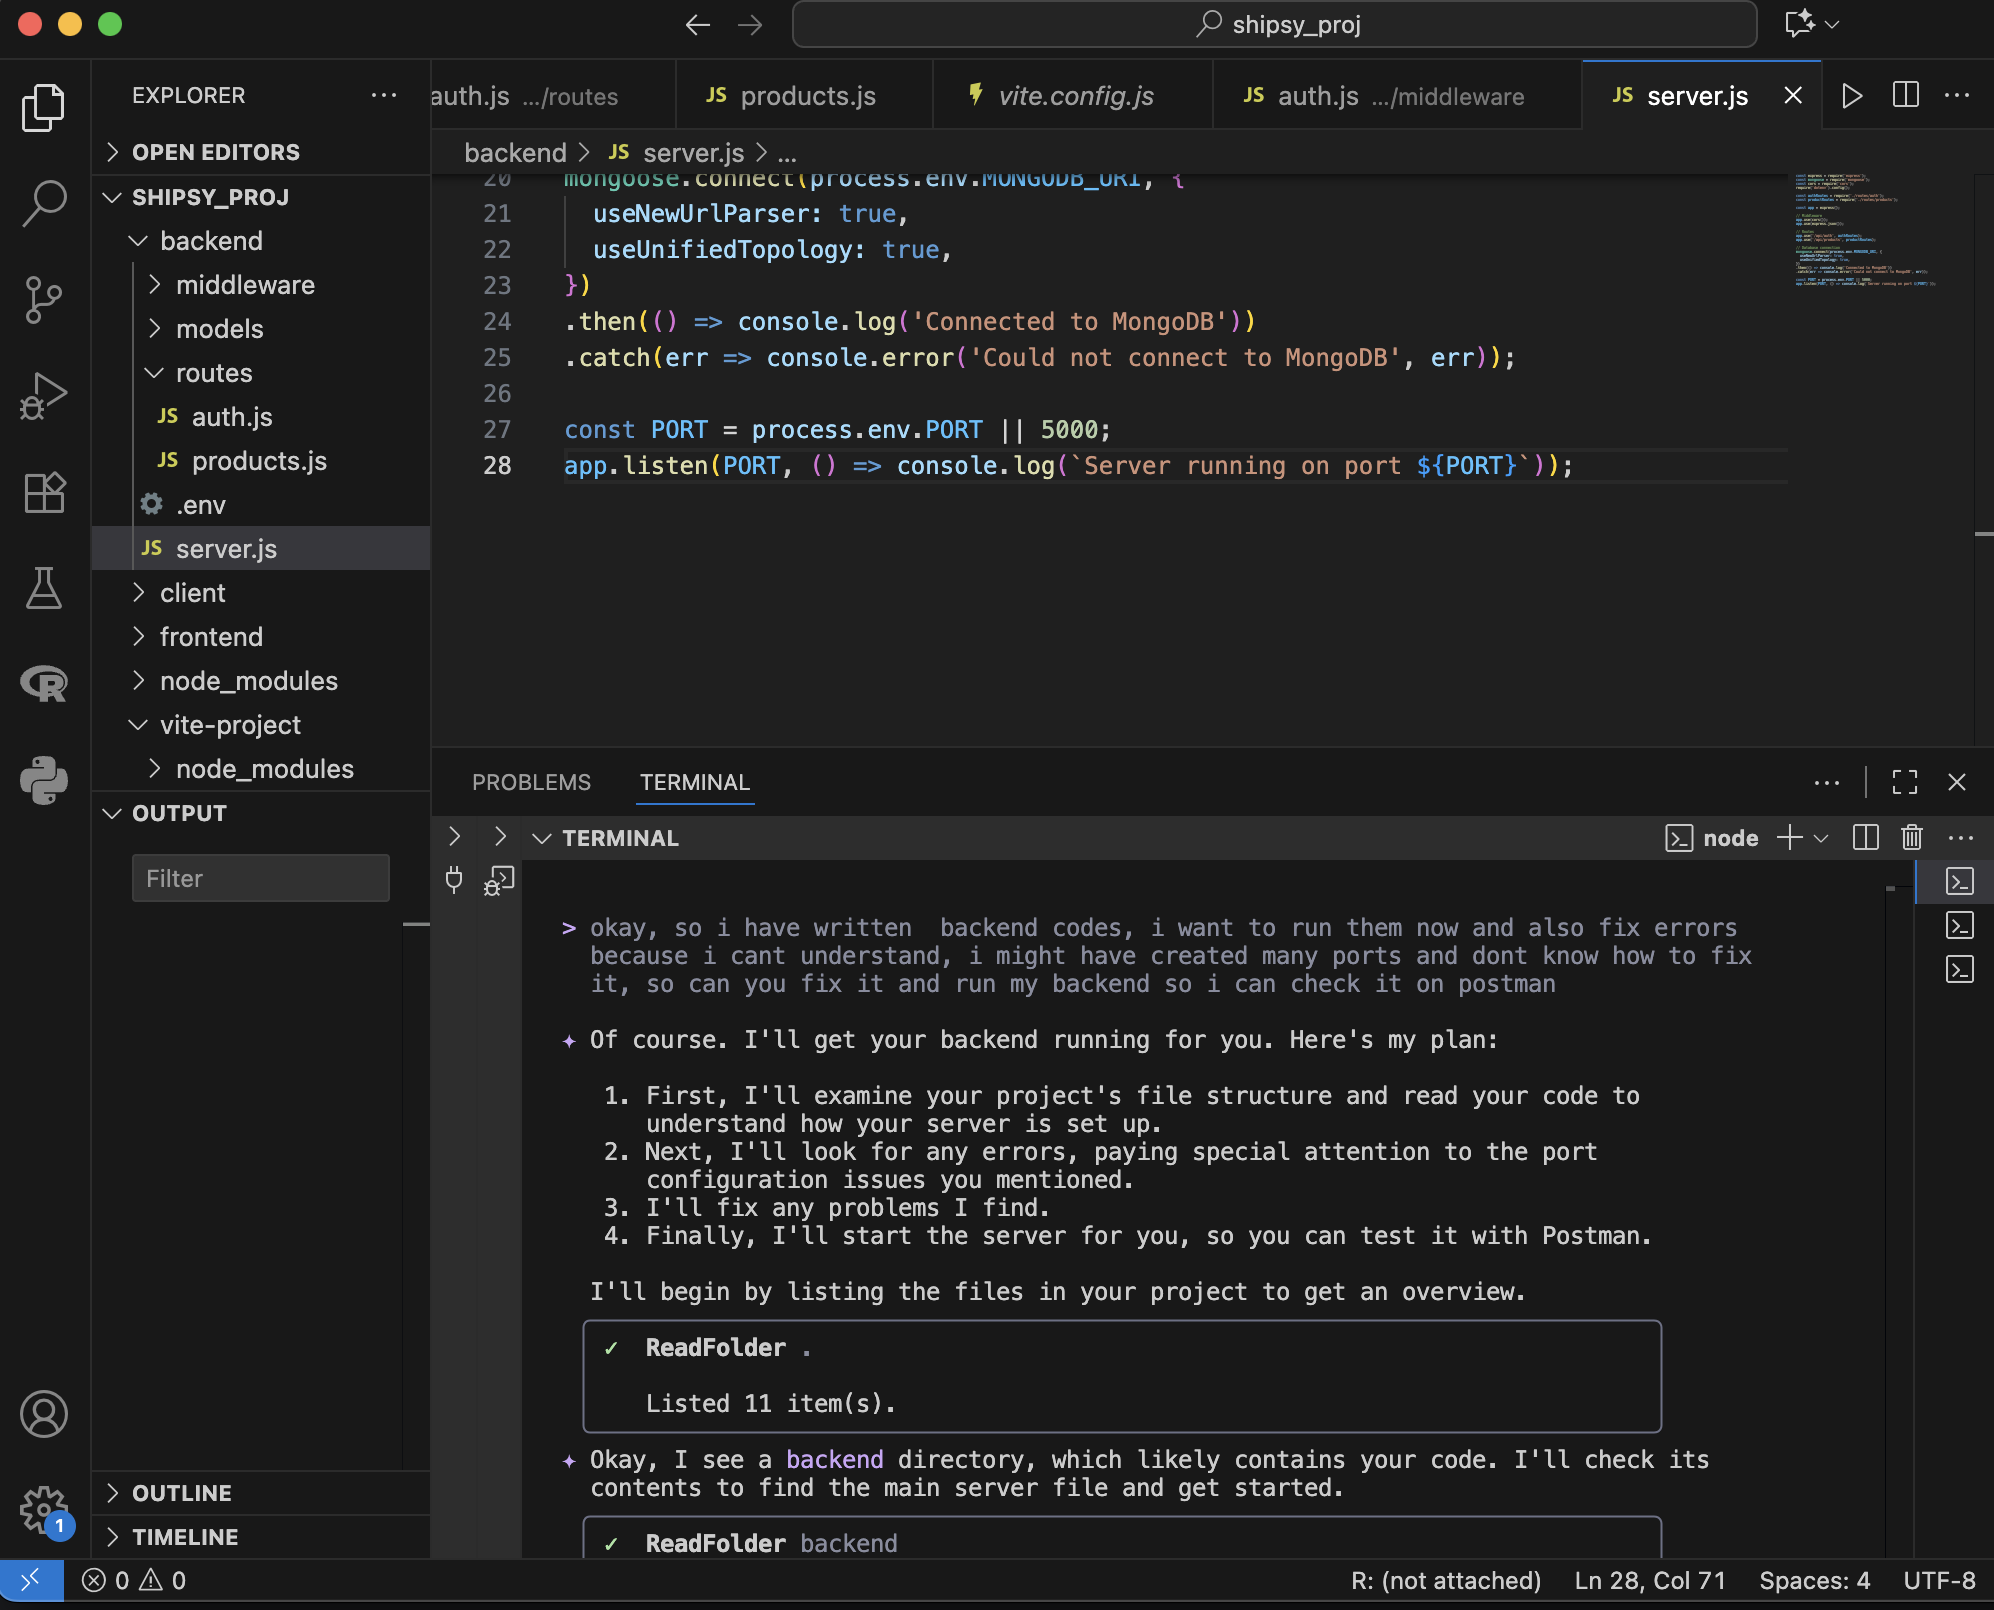 shipsy_proj
EXPLORER
OPEN EDITORS
SHIPSY_PROJ
backend
middleware
models
routes
JS auth.js
JS products.js
.env
JS server.js
client
frontend
node_modules
vite-project
node_modules
OUTPUT
Filter
OUTLINE
TIMELINE
1
auth.js .../routes
JS products.js
vite.config.js
JS auth.js .../middleware
JS server.js
backend > JS server.js > ...
20 mongoose.connect(process.env.MONGODB_URI, {
21 useNewUrlParser: true,
22 useUnifiedTopology: true,
23 })
24 .then(() => console.log('Connected to MongoDB'))
25 .catch(err => console.error('Could not connect to MongoDB', err));
26
27 const PORT = process.env.PORT || 5000;
28 app.listen(PORT, () => console.log(`Server running on port ${PORT}`));
PROBLEMS TERMINAL
TERMINAL
node
> okay, so i have written  backend codes, i want to run them now and also fix errors
because i cant understand, i might have created many ports and dont know how to fix
it, so can you fix it and run my backend so i can check it on postman
✦ Of course. I'll get your backend running for you. Here's my plan:
1. First, I'll examine your project's file structure and read your code to
understand how your server is set up.
2. Next, I'll look for any errors, paying special attention to the port
configuration issues you mentioned.
3. I'll fix any problems I find.
4. Finally, I'll start the server for you, so you can test it with Postman.
I'll begin by listing the files in your project to get an overview.
✓ ReadFolder .
Listed 11 item(s).
✦ Okay, I see a backend directory, which likely contains your code. I'll check its
contents to find the main server file and get started.
✓ ReadFolder backend
0 0
R: (not attached) Ln 28, Col 71 Spaces: 4 UTF-8